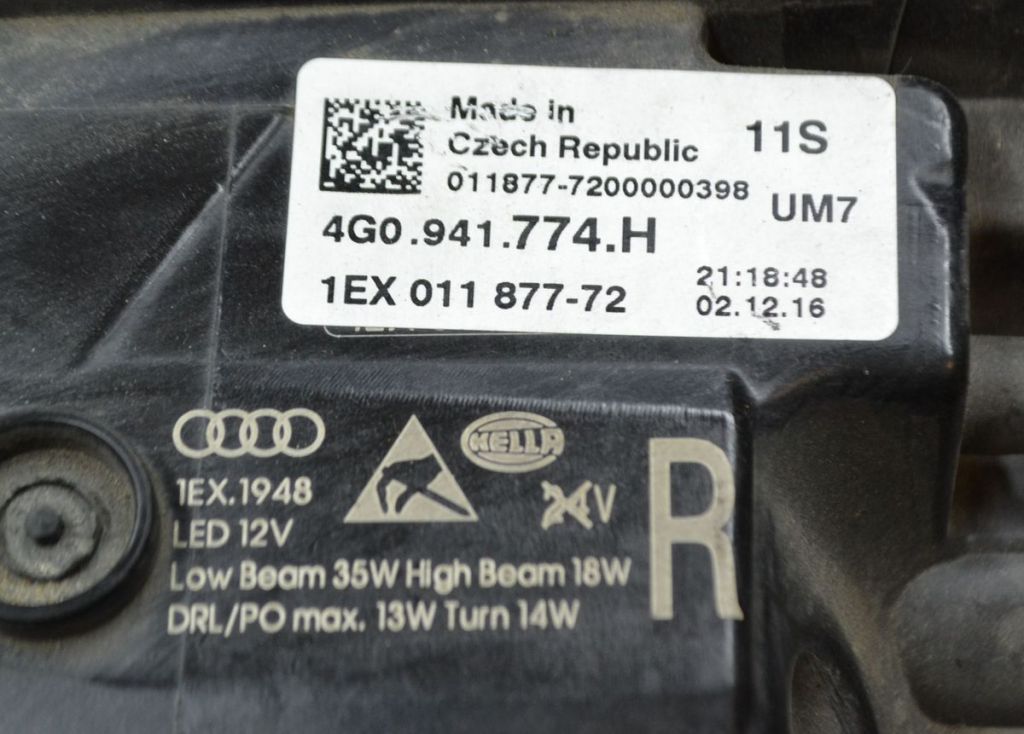 Made in
Czech Republic
11S
011877-7200000398
UM7
4G0.941.774.H
1EX 011 877-72
21:18:48
02.12.16
HELLA
1EX.1948
24V
LED 12V
R
Low Beam 35W High Beam 18W
DRL/PO max. 13W Turn 14W